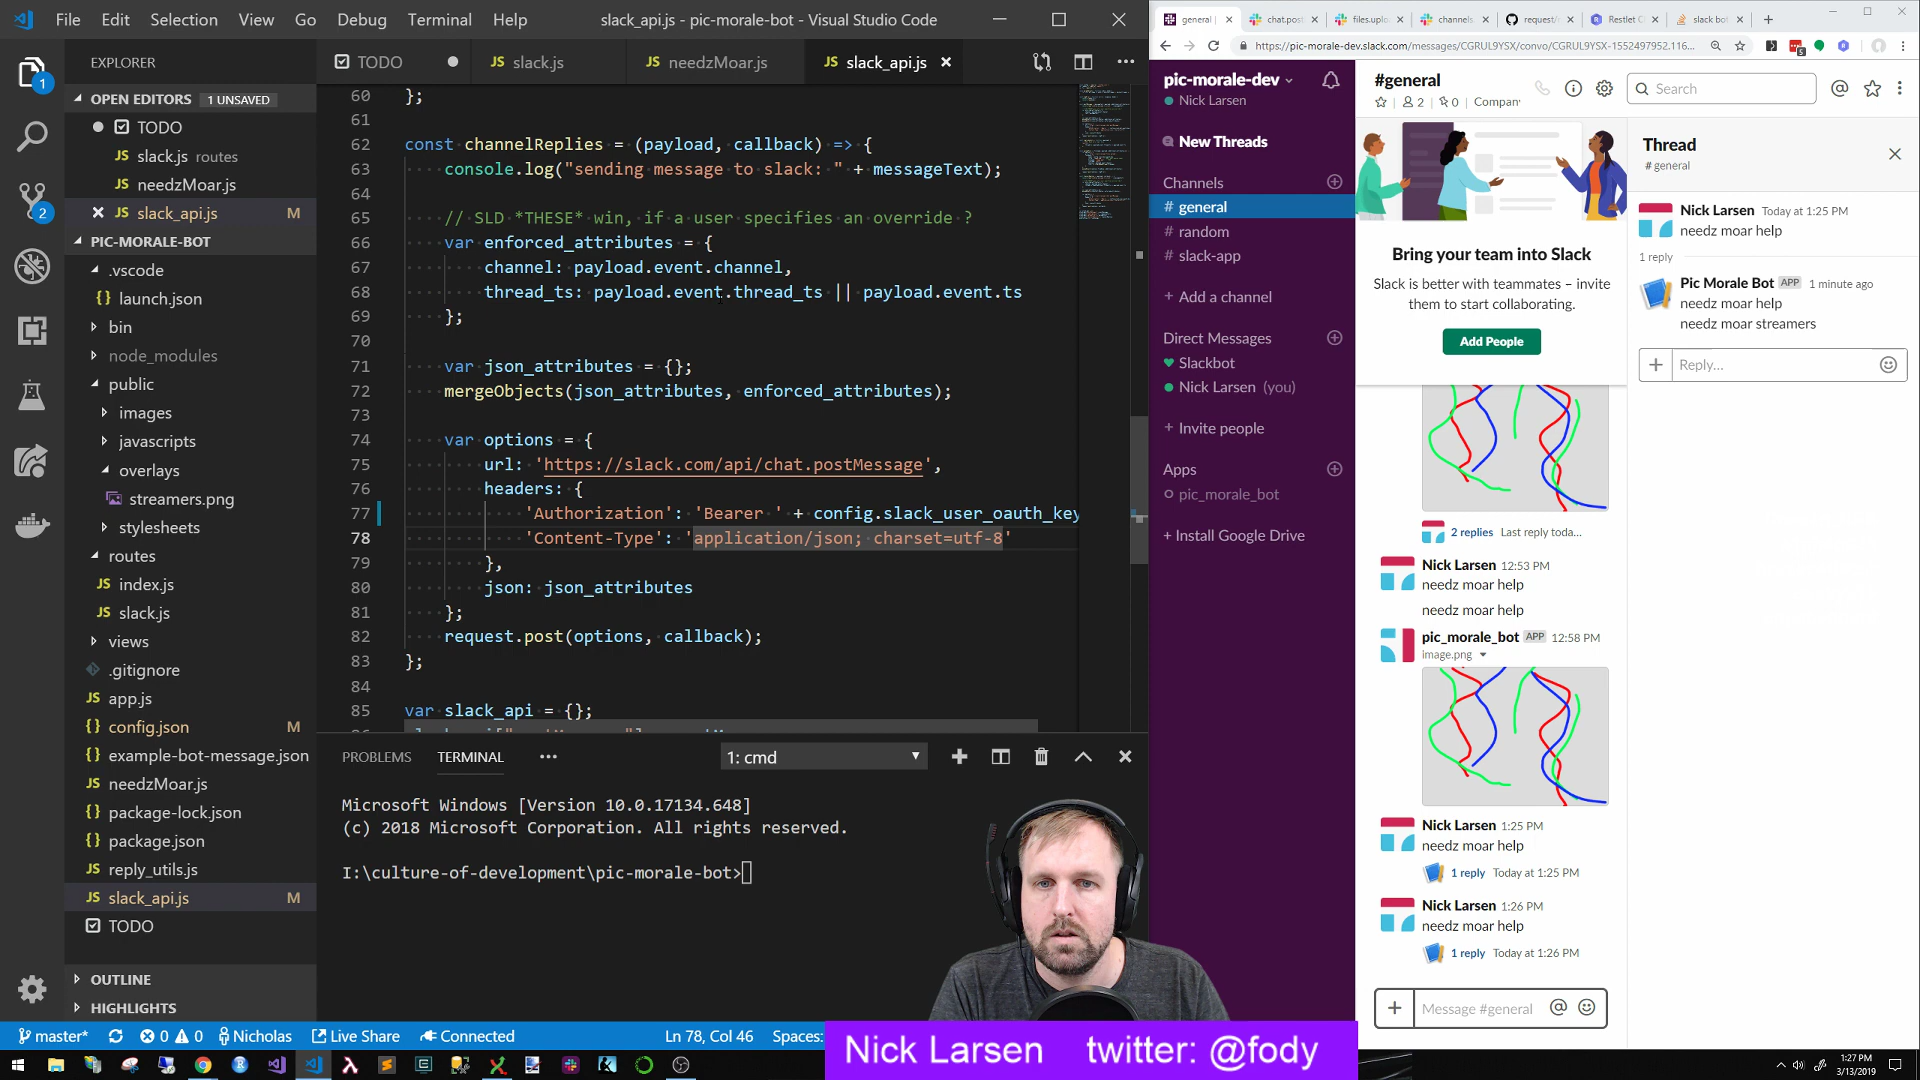 File Edit Selection View Go Debug Terminal Help
slack_api.js - pic-morale-bot - Visual Studio Code
EXPLORER
OPEN EDITORS 1 UNSAVED
TODO
slack.js routes
needzMoar.js
slack_api.js M
PIC-MORALE-BOT
.vscode
launch.json
bin
node_modules
public
images
javascripts
overlays
streamers.png
stylesheets
routes
index.js
slack.js
views
.gitignore
app.js
config.json M
example-bot-message.json
needzMoar.js
package-lock.json
package.json
reply_utils.js
slack_api.js M
TODO
OUTLINE
HIGHLIGHTS
TODO
slack.js
needzMoar.js
slack_api.js
60 };
61
62 const channelReplies = (payload, callback) => {
63 console.log("sending message to slack: " + messageText);
64
65 // SLD *THESE* win, if a user specifies an override ?
66 var enforced_attributes = {
67 channel: payload.event.channel,
68 thread_ts: payload.event.thread_ts || payload.event.ts
69 };
70
71 var json_attributes = {};
72 mergeObjects(json_attributes, enforced_attributes);
73
74 var options = {
75 url: 'https://slack.com/api/chat.postMessage',
76 headers: {
77 'Authorization': 'Bearer ' + config.slack_user_oauth_key
78 'Content-Type': 'application/json; charset=utf-8'
79 },
80 json: json_attributes
81 };
82 request.post(options, callback);
83 };
84
85 var slack_api = {};
PROBLEMS TERMINAL ··· 1: cmd
Microsoft Windows [Version 10.0.17134.648]
(c) 2018 Microsoft Corporation. All rights reserved.
I:\culture-of-development\pic-morale-bot>
master* 0 0 Nicholas Live Share Connected Ln 78, Col 46 Spaces:
Nick Larsen twitter: @fody
general chat.pos files.uplo channels. request/ Restlet C slack bot
https://pic-morale-dev.slack.com/messages/CGRUL9YSX/convo/CGRUL9YSX-1552497952.116...
pic-morale-dev
Nick Larsen
New Threads
Channels
# general
# random
# slack-app
+ Add a channel
Direct Messages
Slackbot
Nick Larsen (you)
+ Invite people
Apps
pic_morale_bot
+ Install Google Drive
#general
2 0 Compan
Search
Bring your team into Slack
Slack is better with teammates – invite
them to start collaborating.
Add People
2 replies Last reply toda...
Nick Larsen 12:53 PM
needz moar help
needz moar help
pic_morale_bot APP 12:58 PM
image.png
Nick Larsen 1:25 PM
needz moar help
1 reply Today at 1:25 PM
Nick Larsen 1:26 PM
needz moar help
1 reply Today at 1:26 PM
Message #general
Thread
# general
Nick Larsen Today at 1:25 PM
needz moar help
1 reply
Pic Morale Bot APP 1 minute ago
needz moar help
needz moar streamers
Reply...
1:27 PM
3/13/2019